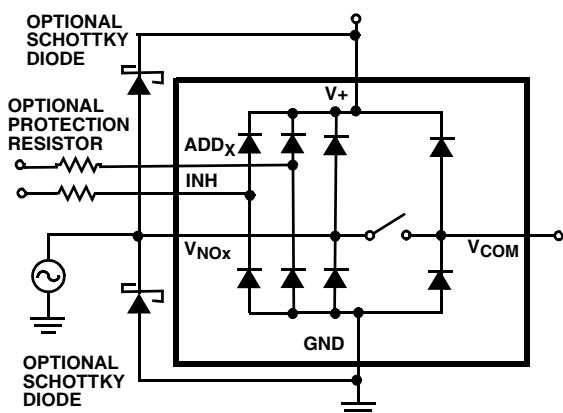 OPTIONAL
SCHOTTKY
DIODE
OPTIONAL
PROTECTION
RESISTOR
V+
ADDX
INH
VNOx
VCOM
GND
OPTIONAL
SCHOTTKY
DIODE